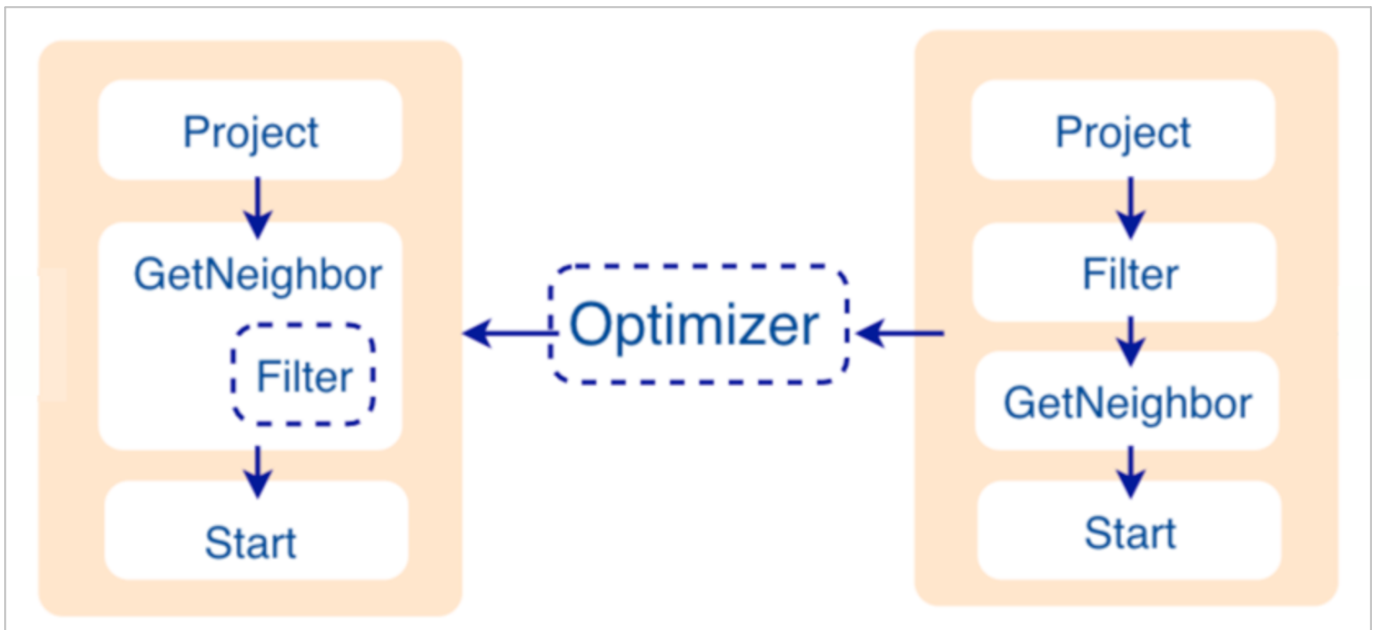 Project
GetNeighbor
Filter
Start
Optimizer
Project
Filter
GetNeighbor
Start